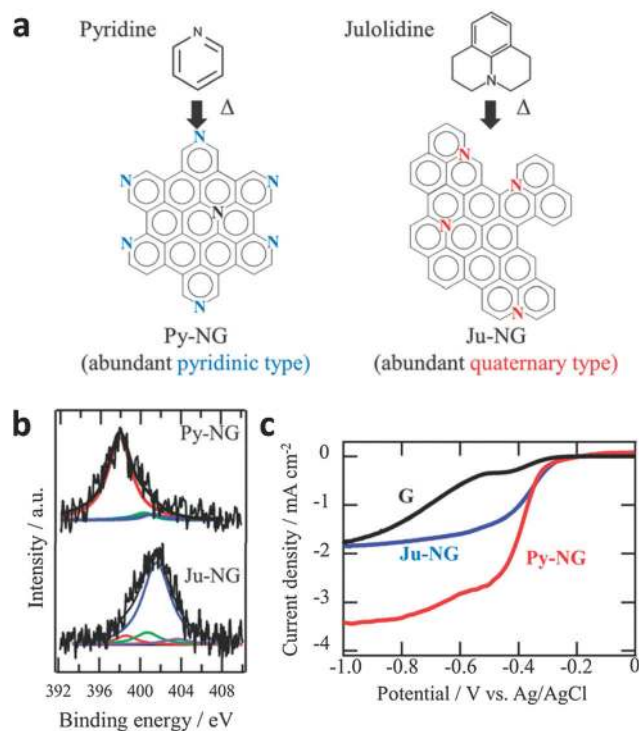 a
Pyridine
N
Δ
N
N
N
N
N
N
N
Py-NG
(abundant pyridinic type)
Julolidine
N
Δ
N
N
N
N
Ju-NG
(abundant quaternary type)
b
Py-NG
Ju-NG
Intensity / a.u.
392 396 400 404 408
Binding energy / eV
c
0
-1
-2
-3
-4
Current density / mA cm⁻²
G
Ju-NG
Py-NG
-1.0 -0.8 -0.6 -0.4 -0.2 0
Potential / V vs. Ag/AgCl